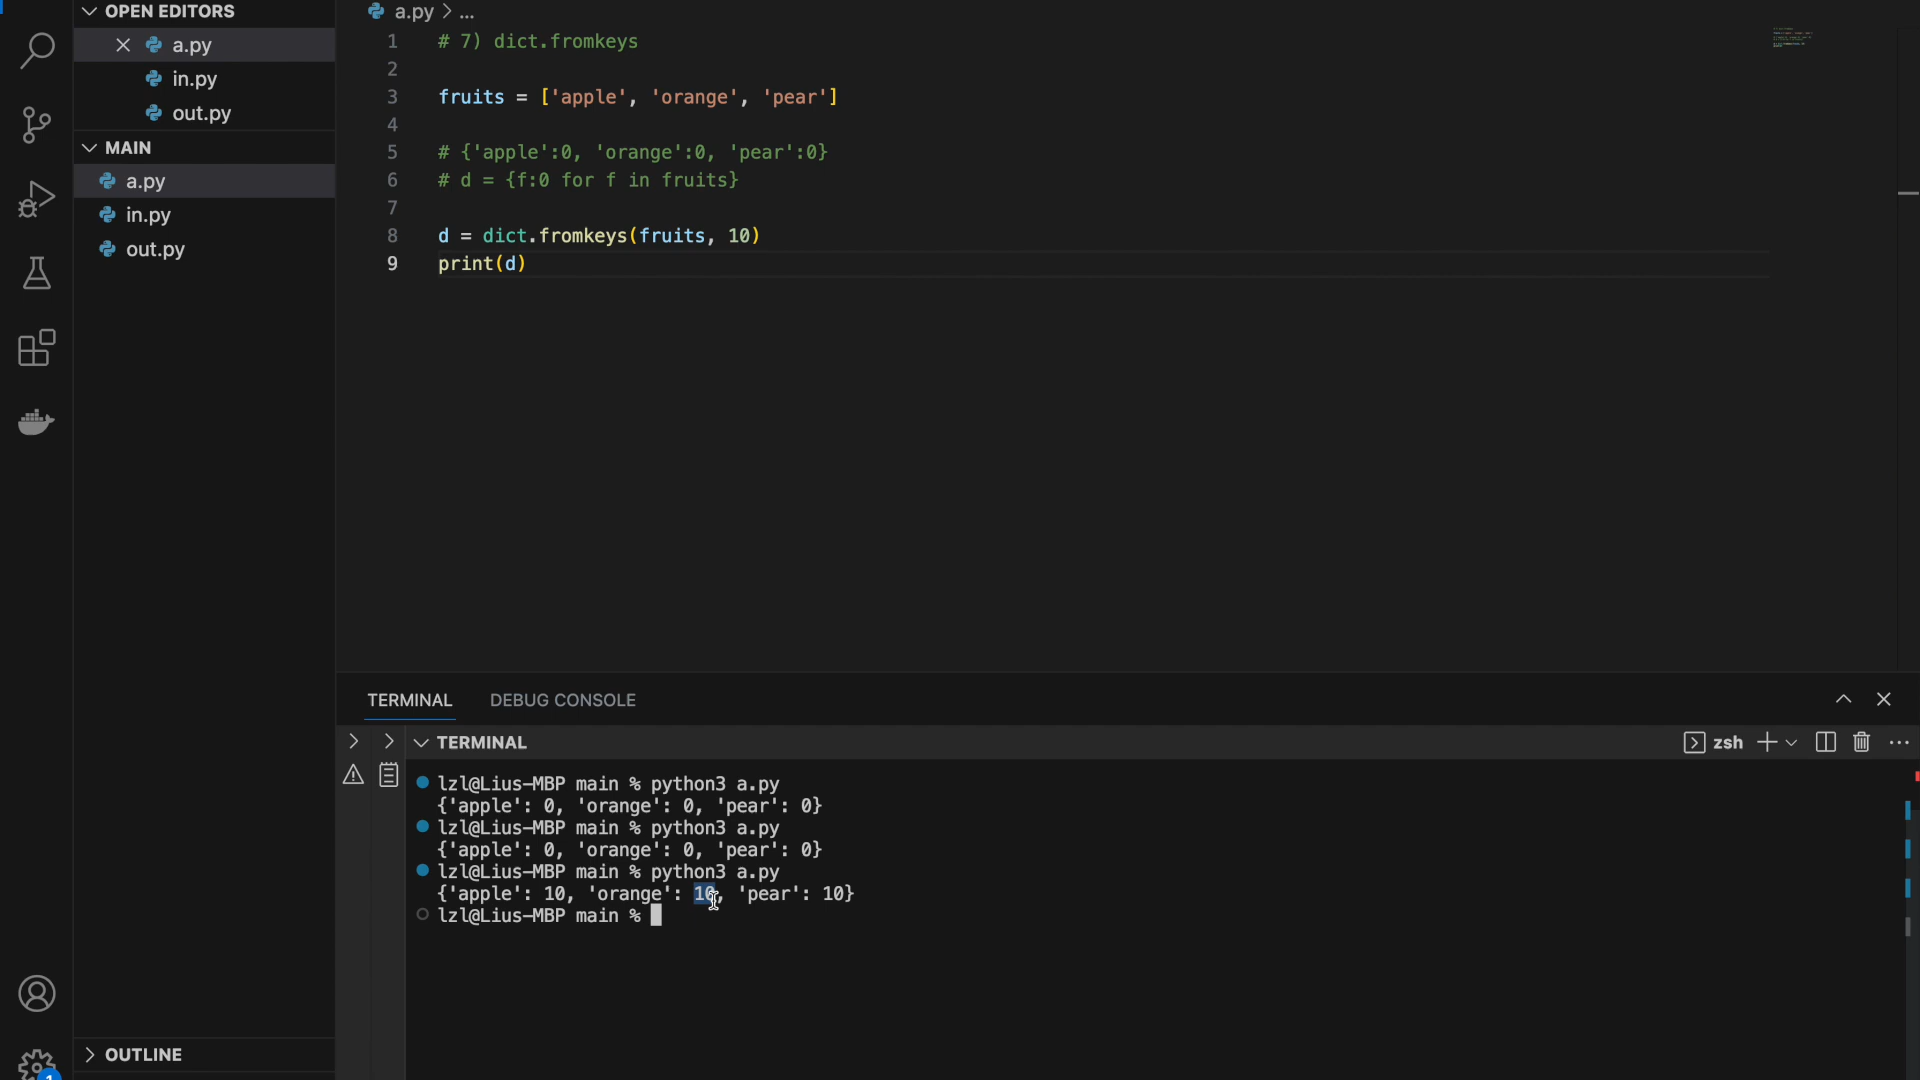 OPEN EDITORS
a.py
in.py
out.py
MAIN
a.py
in.py
out.py
OUTLINE
1
a.py > ...
1 # 7) dict.fromkeys
2
3 fruits = ['apple', 'orange', 'pear']
4
5 # {'apple':0, 'orange':0, 'pear':0}
6 # d = {f:0 for f in fruits}
7
8 d = dict.fromkeys(fruits, 10)
9 print(d)
TERMINAL DEBUG CONSOLE
TERMINAL zsh
lzl@Lius-MBP main % python3 a.py
{'apple': 0, 'orange': 0, 'pear': 0}
lzl@Lius-MBP main % python3 a.py
{'apple': 0, 'orange': 0, 'pear': 0}
lzl@Lius-MBP main % python3 a.py
{'apple': 10, 'orange': 10, 'pear': 10}
lzl@Lius-MBP main %